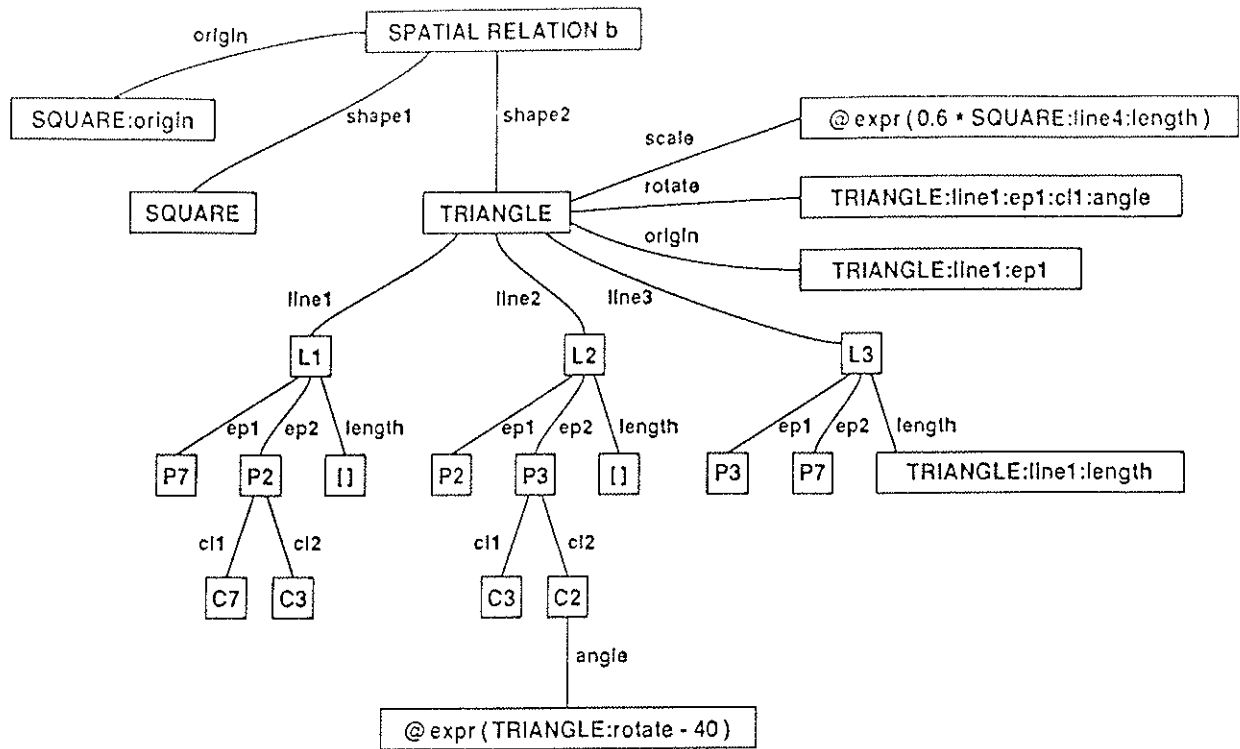 SPATIAL RELATION b
origin
SQUARE:origin
shape1
shape2
@ expr ( 0.6 * SQUARE:line4:length )
scale
rotate
SQUARE
TRIANGLE
TRIANGLE:line1:ep1:cl1:angle
origin
TRIANGLE:line1:ep1
line1
line2
line3
L1
L2
L3
ep1
ep2
length
ep1
ep2
length
ep1
ep2
length
P7
P2
[ ]
P2
P3
[ ]
P3
P7
TRIANGLE:line1:length
cl1
cl2
cl1
cl2
C7
C3
C3
C2
angle
@ expr ( TRIANGLE:rotate - 40 )